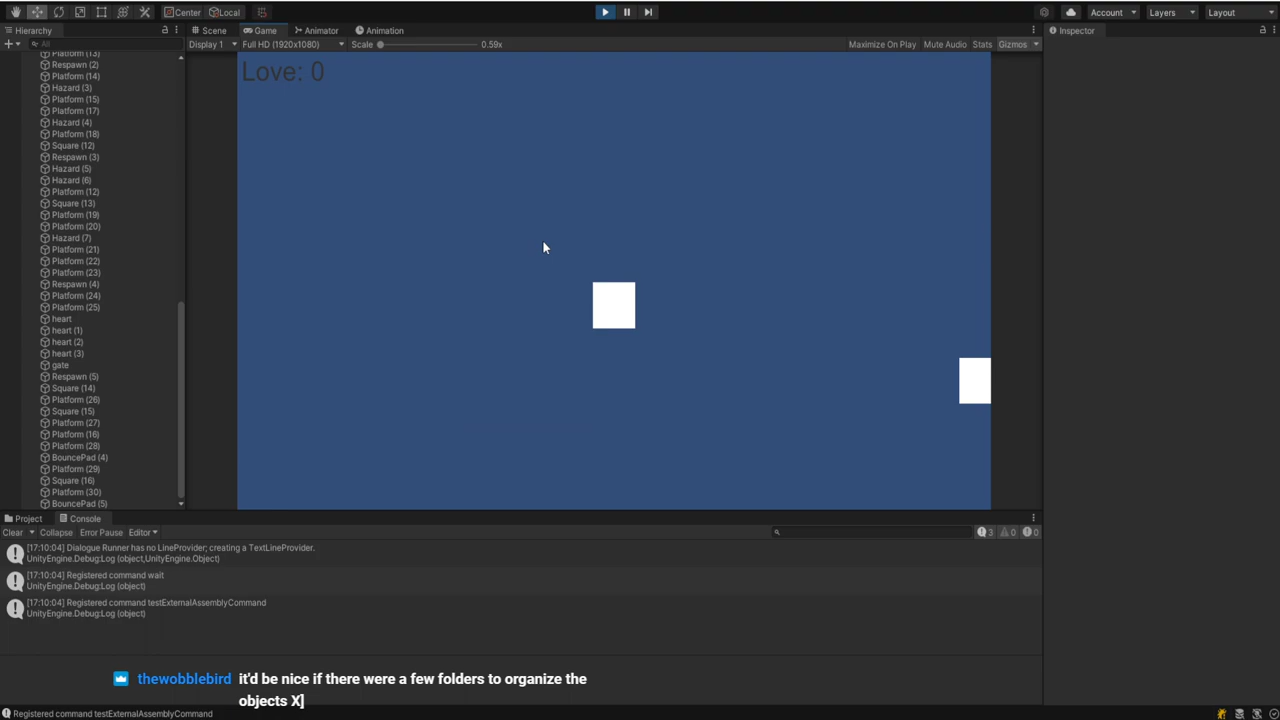 Center
Local
Account
Layers
Layout
Hierarchy
Scene
Game
Animator
Animation
Inspector
All
Display 1
Full HD (1920x1080)
Scale
0.59x
Maximize On Play
Mute Audio
Stats
Gizmos
Platform (13)
Respawn (2)
Platform (14)
Hazard (3)
Platform (15)
Platform (17)
Hazard (4)
Platform (18)
Square (12)
Respawn (3)
Hazard (5)
Hazard (6)
Platform (12)
Square (13)
Platform (19)
Platform (20)
Hazard (7)
Platform (21)
Platform (22)
Platform (23)
Respawn (4)
Platform (24)
Platform (25)
heart
heart (1)
heart (2)
heart (3)
gate
Respawn (5)
Square (14)
Platform (26)
Square (15)
Platform (27)
Platform (16)
Platform (28)
BouncePad (4)
Platform (29)
Square (16)
Platform (30)
BouncePad (5)
Love: 0
Project
Console
Clear
Collapse
Error Pause
Editor
3
0
0
[17:10:04] Dialogue Runner has no LineProvider; creating a TextLineProvider.
UnityEngine.Debug:Log (object,UnityEngine.Object)
[17:10:04] Registered command wait
UnityEngine.Debug:Log (object)
[17:10:04] Registered command testExternalAssemblyCommand
UnityEngine.Debug:Log (object)
thewobblebird it'd be nice if there were a few folders to organize the
objects X]
Registered command testExternalAssemblyCommand